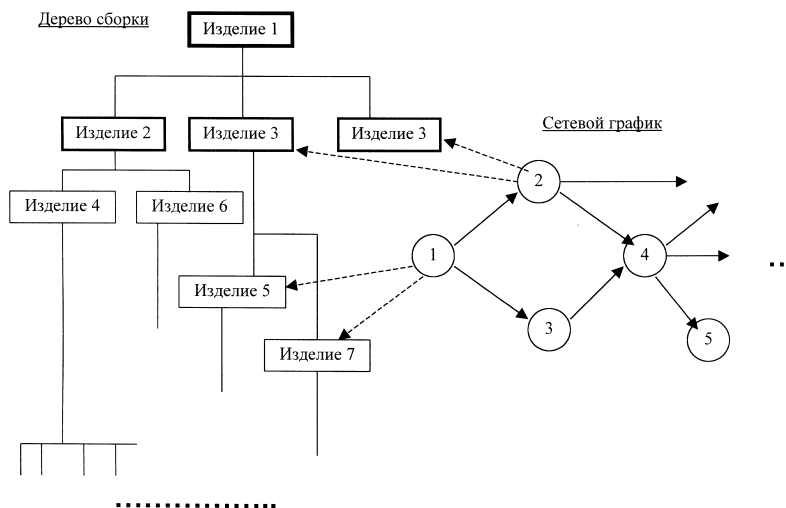 Дерево сборки
Изделие 1
Изделие 2
Изделие 3
Изделие 3
Сетевой график
Изделие 4
Изделие 6
2
1
4
Изделие 5
3
5
Изделие 7